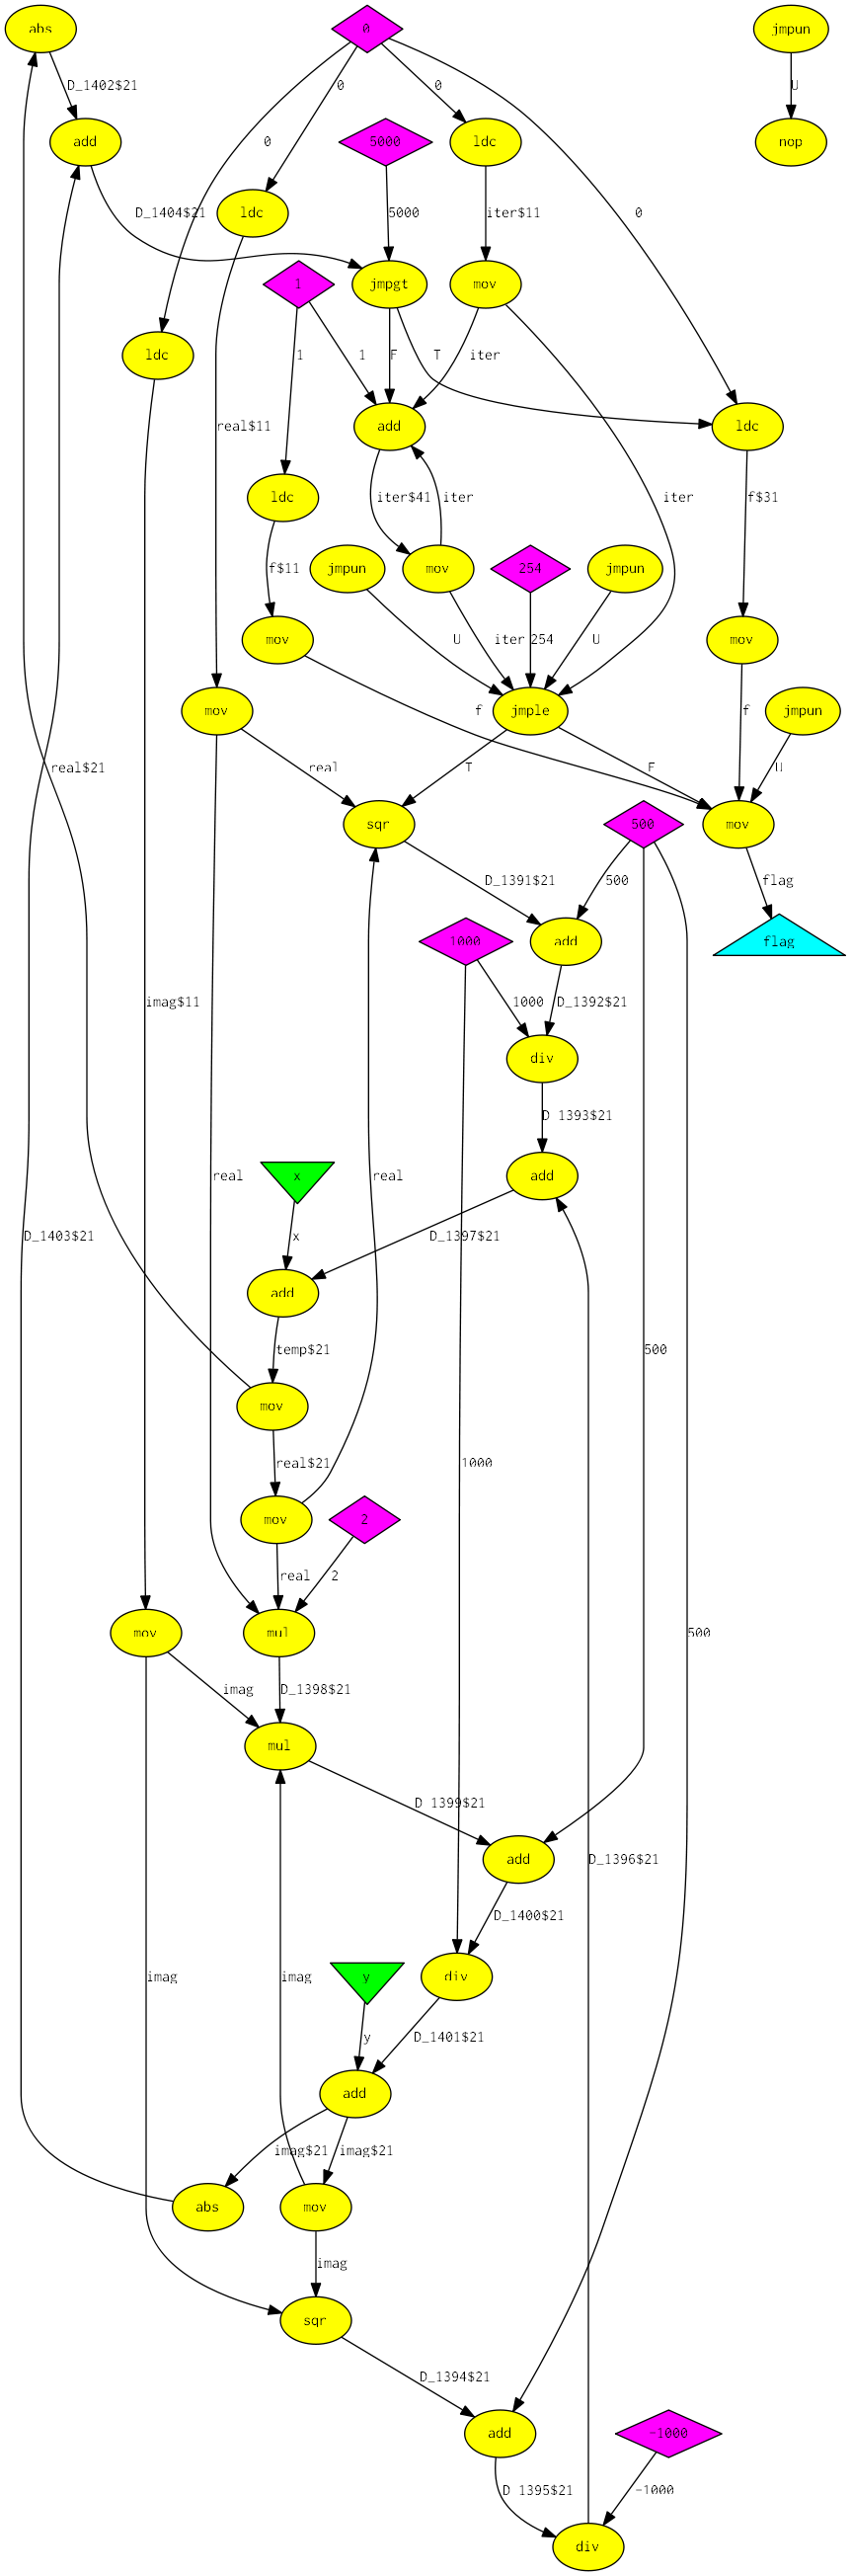 abs
0
jmpun
D_1402$21
0
0
U
add
0
5000
ldc
nop
D_1404$21
ldc
5000
iter$11
0
1
jmpgt
mov
ldc
1
1
F
T
iter
real$11
add
ldc
ldc
iter$41
iter
iter
f$31
f$11
jmpun
mov
254
jmpun
mov
U
iter
254
U
mov
mov
f
jmple
f
jmpun
real$21
real
T
F
U
sqr
500
mov
D_1391$21
500
flag
1000
add
flag
imag$11
1000
D_1392$21
div
D_1393$21
real
x
real
add
D_1403$21
x
D_1397$21
add
temp$21
500
mov
real$21
1000
mov
2
real
2
mov
mul
500
imag
D_1398$21
mul
D_1399$21
add
D_1396$21
D_1400$21
imag
imag
y
div
y
D_1401$21
add
imag$21
imag$21
abs
mov
imag
sqr
D_1394$21
add
-1000
D_1395$21
-1000
div